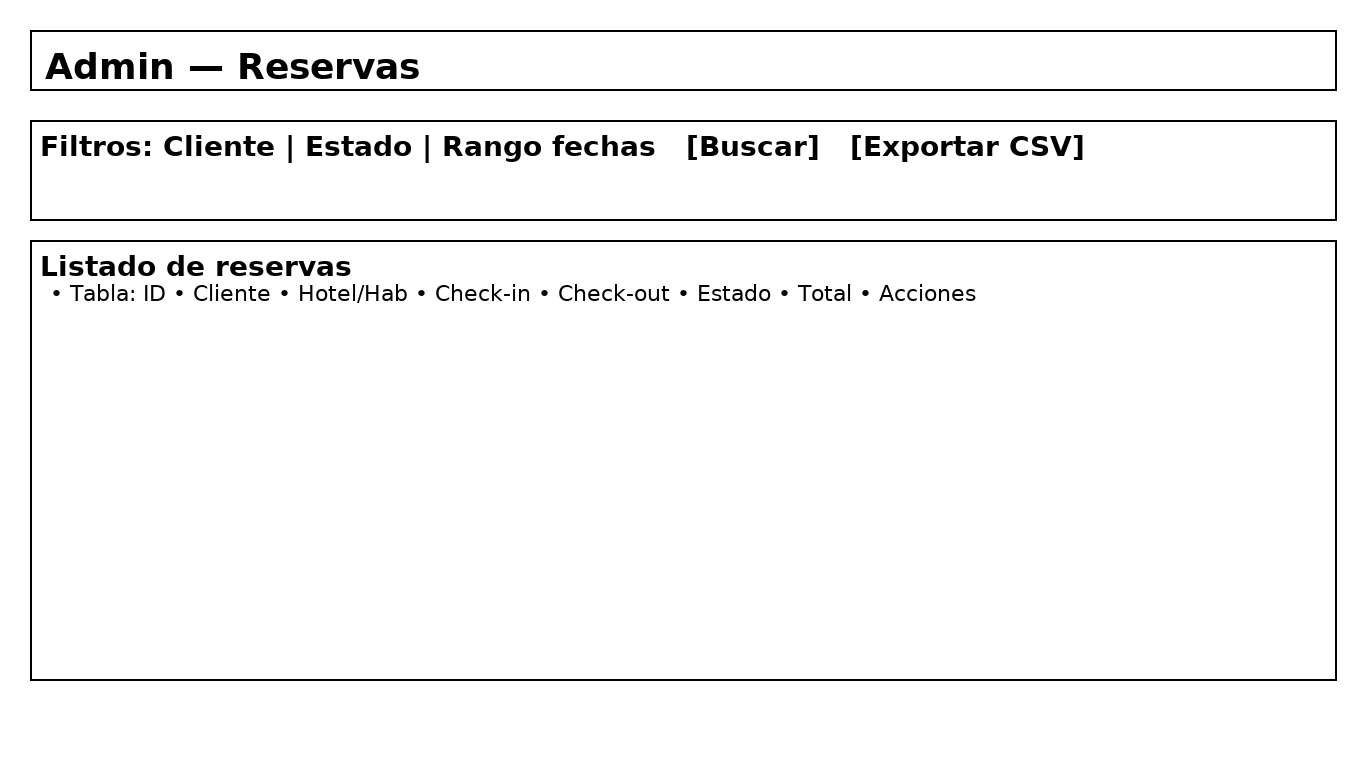 Admin — Reservas
Filtros: Cliente | Estado | Rango fechas   [Buscar]   [Exportar CSV]
Listado de reservas
• Tabla: ID • Cliente • Hotel/Hab • Check-in • Check-out • Estado • Total • Acciones